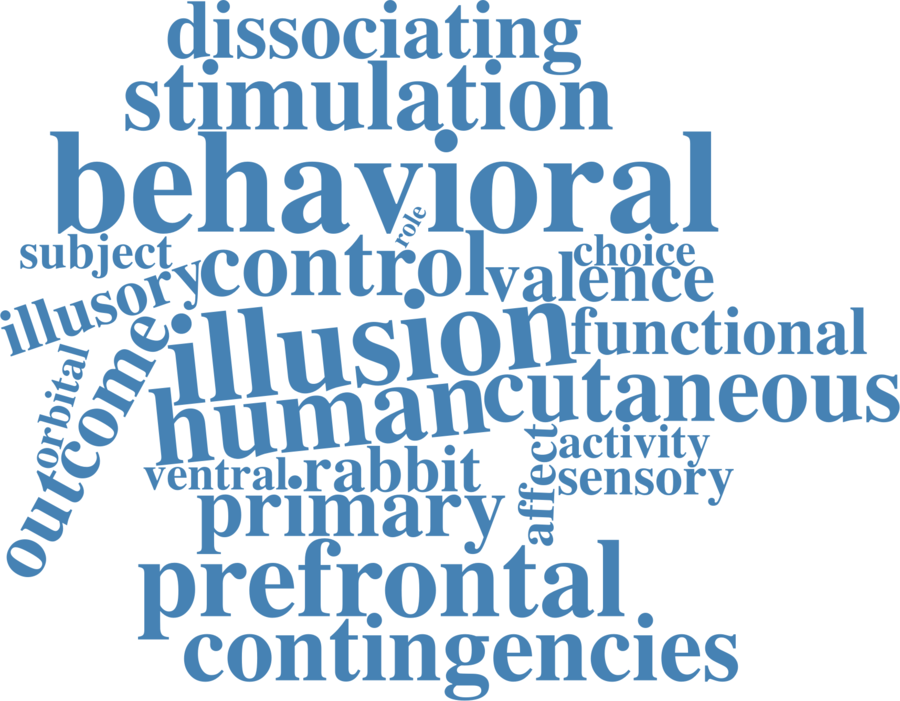 dissociating
stimulation
behavioral
role
subject
control
choice
valence
illusory
illusion
functional
orbital
outcome
human
cutaneous
activity
affect
ventral
rabbit
sensory
primary
prefrontal
contingencies